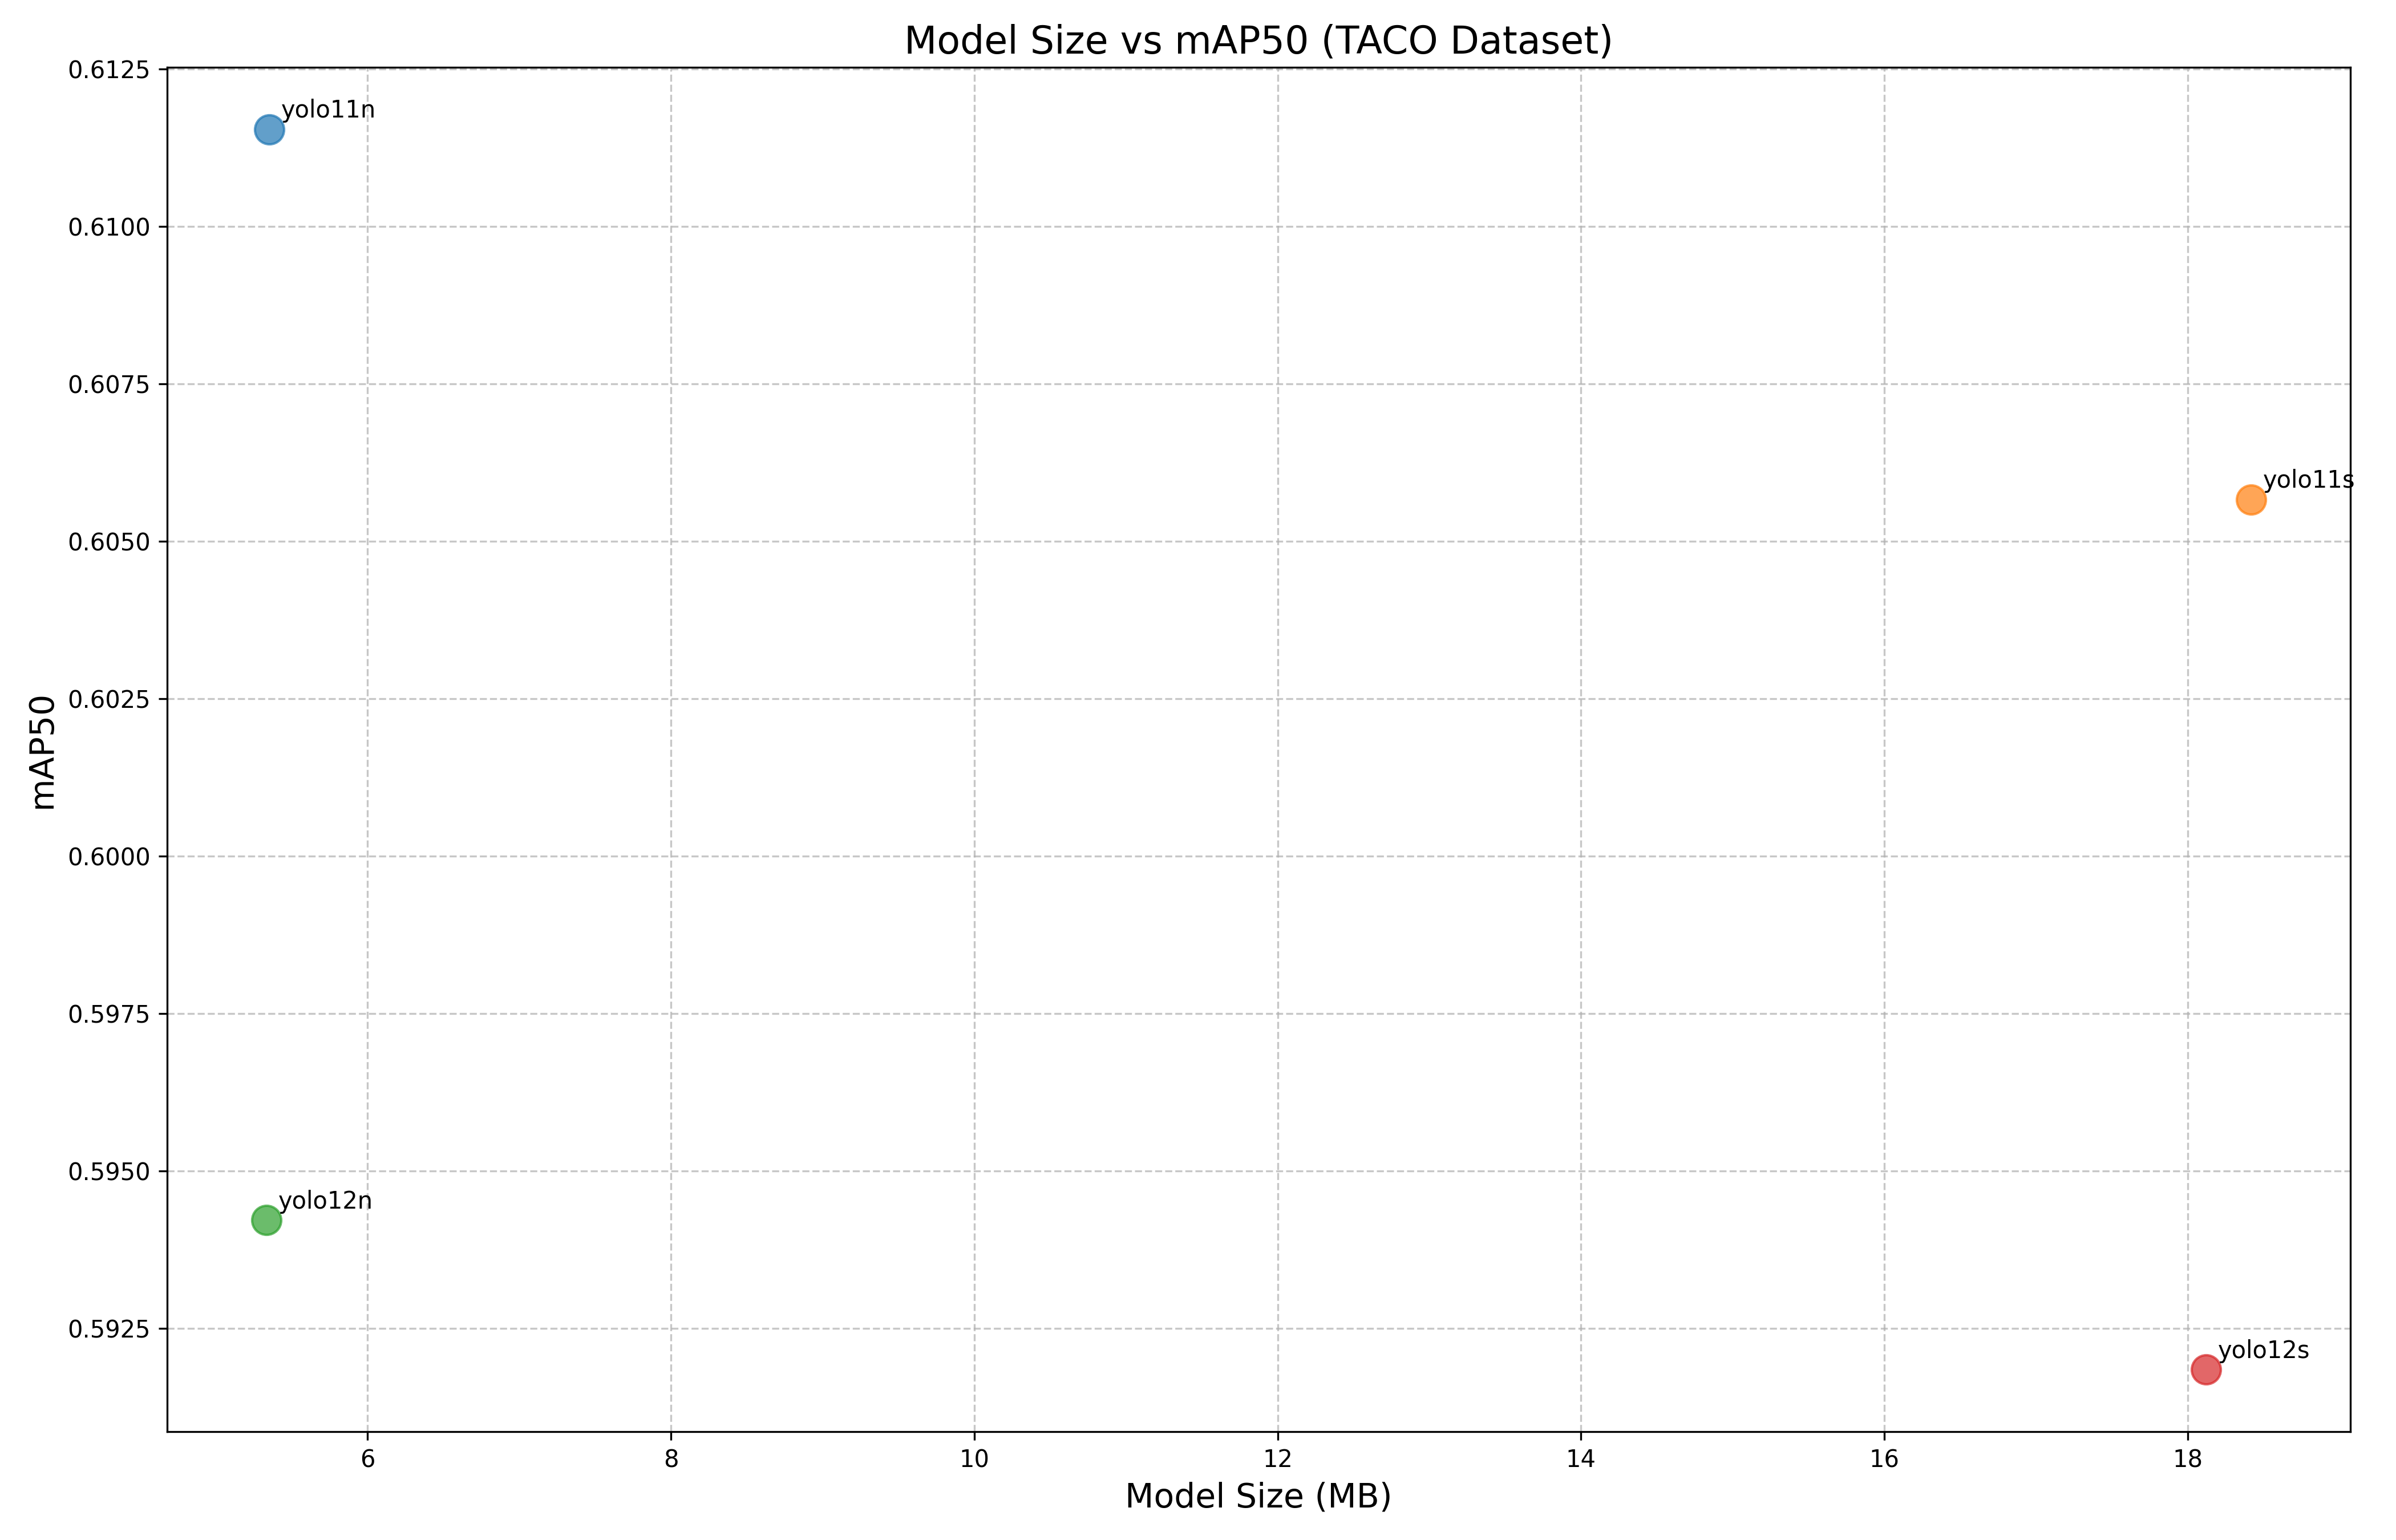 Model Size vs mAP50 (TACO Dataset)
0.6125
yolo11n
0.6100
0.6075
yolo11s
0.6050
0.6025
mAP50
0.6000
0.5975
0.5950
yolo12n
0.5925
yolo12s
6 8 10 12 14 16 18
Model Size (MB)